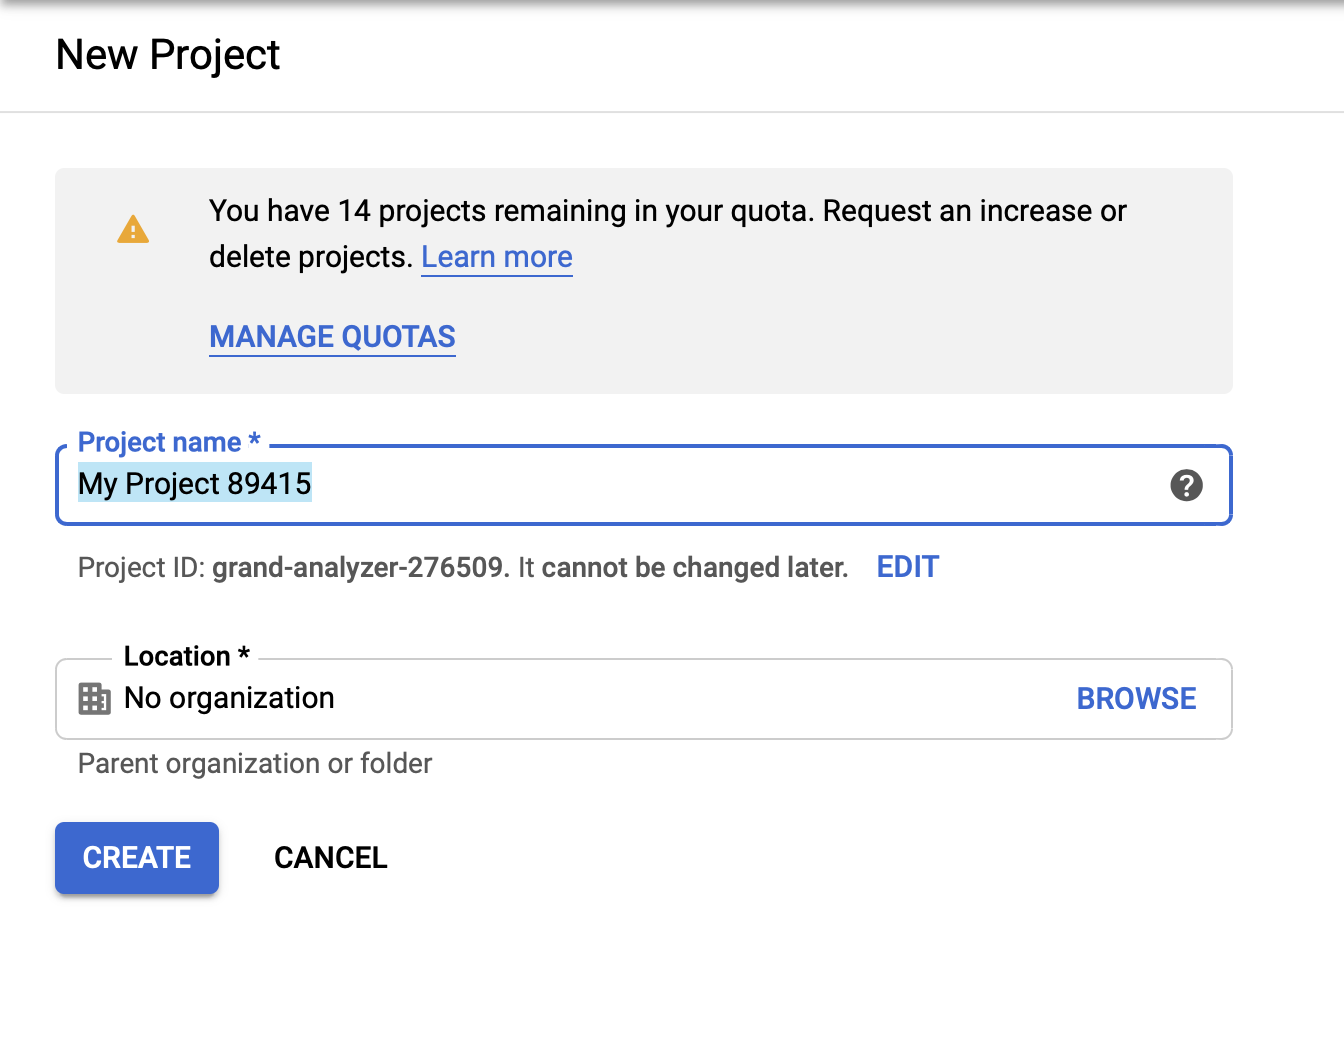 New Project
You have 14 projects remaining in your quota. Request an increase or
delete projects. Learn more
MANAGE QUOTAS
Project name *
My Project 89415
Project ID: grand-analyzer-276509. It cannot be changed later. EDIT
Location *
No organization BROWSE
Parent organization or folder
CREATE CANCEL